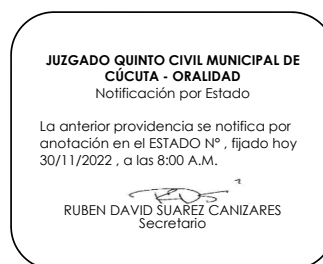 JUZGADO QUINTO CIVIL MUNICIPAL DE
CÚCUTA - ORALIDAD
Notificación por Estado
La anterior providencia se notifica por
anotación en el ESTADO N° , fijado hoy
30/11/2022 , a las 8:00 A.M.
RUBEN DAVID SUAREZ CANIZARES
Secretario